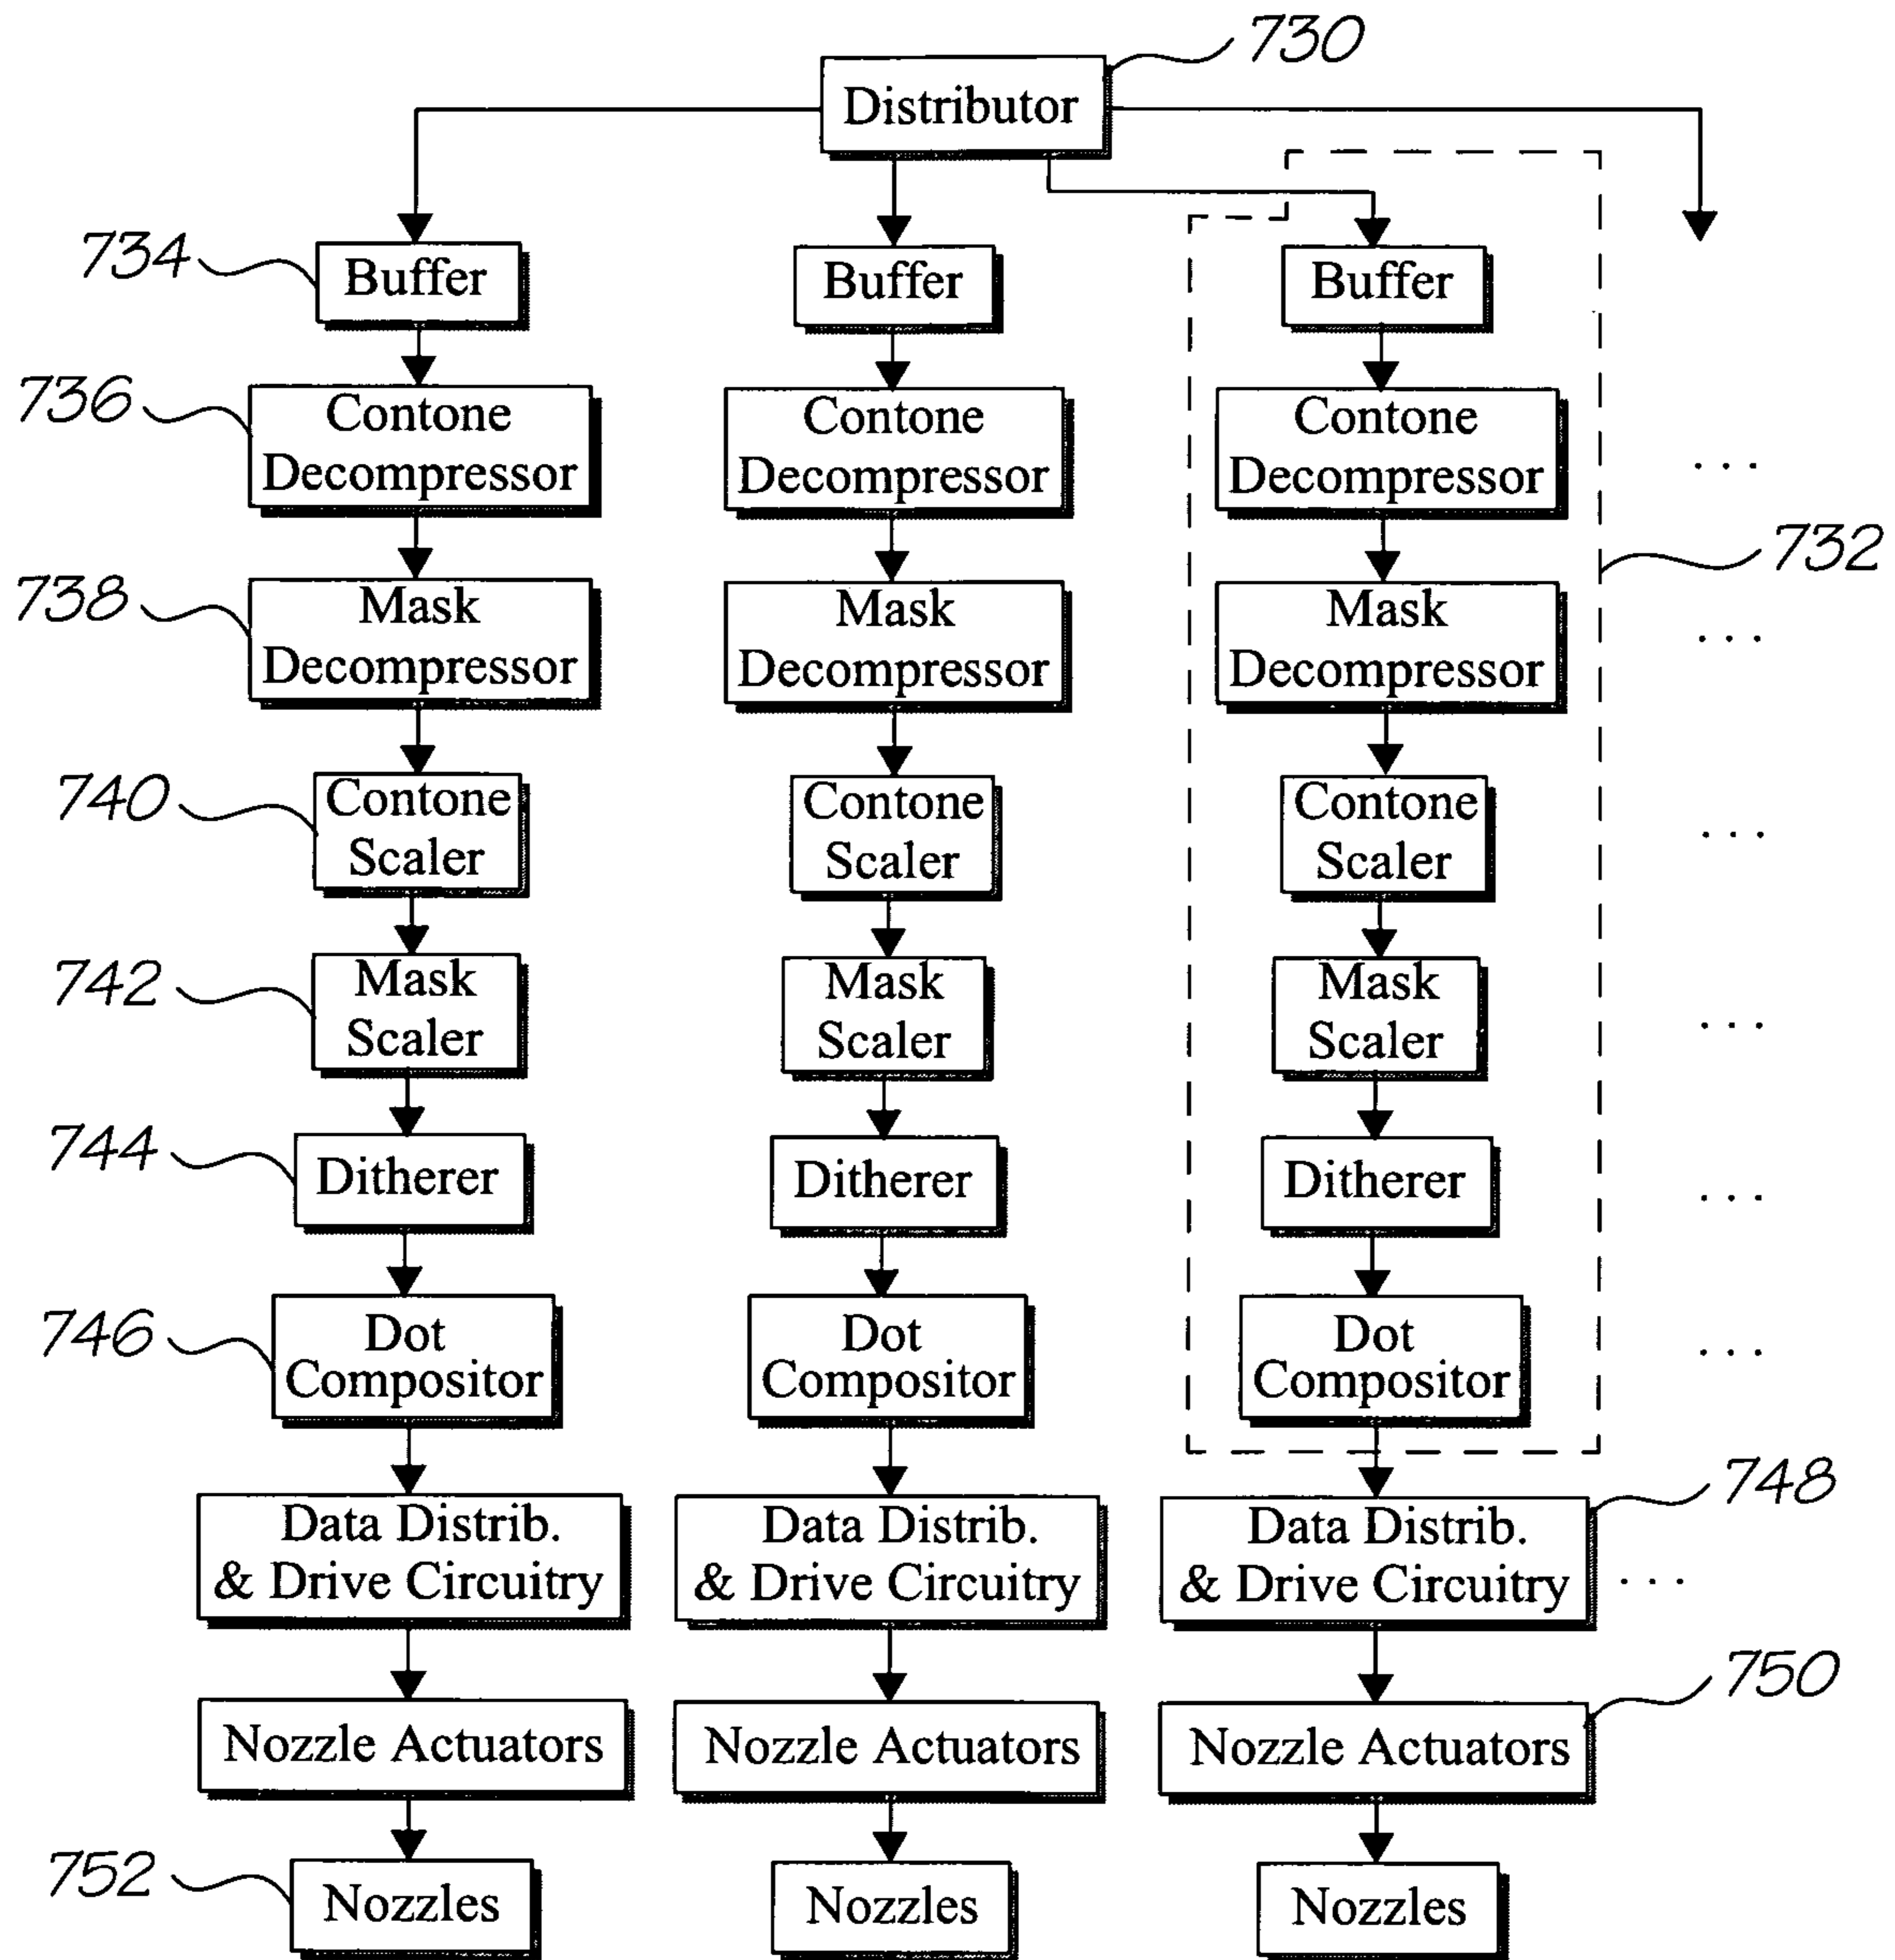 730
Distributor
734
Buffer
Buffer
Buffer
736
Contone
Decompressor
Contone
Decompressor
Contone
Decompressor
...
732
738
Mask
Decompressor
Mask
Decompressor
Mask
Decompressor
...
740
Contone
Scaler
Contone
Scaler
Contone
Scaler
...
742
Mask
Scaler
Mask
Scaler
Mask
Scaler
...
744
Ditherer
Ditherer
Ditherer
...
746
Dot
Compositor
Dot
Compositor
Dot
Compositor
...
Data Distrib.
& Drive Circuitry
Data Distrib.
& Drive Circuitry
Data Distrib.
& Drive Circuitry
...
748
Nozzle Actuators
Nozzle Actuators
Nozzle Actuators
750
752
Nozzles
Nozzles
Nozzles